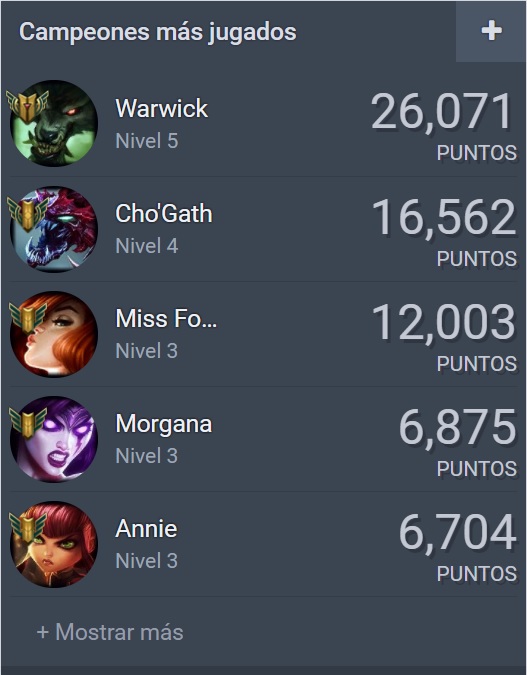 Campeones más jugados
+
Warwick
Nivel 5
26,071
PUNTOS
Cho'Gath
Nivel 4
16,562
PUNTOS
Miss Fo...
Nivel 3
12,003
PUNTOS
Morgana
Nivel 3
6,875
PUNTOS
Annie
Nivel 3
6,704
PUNTOS
+ Mostrar más